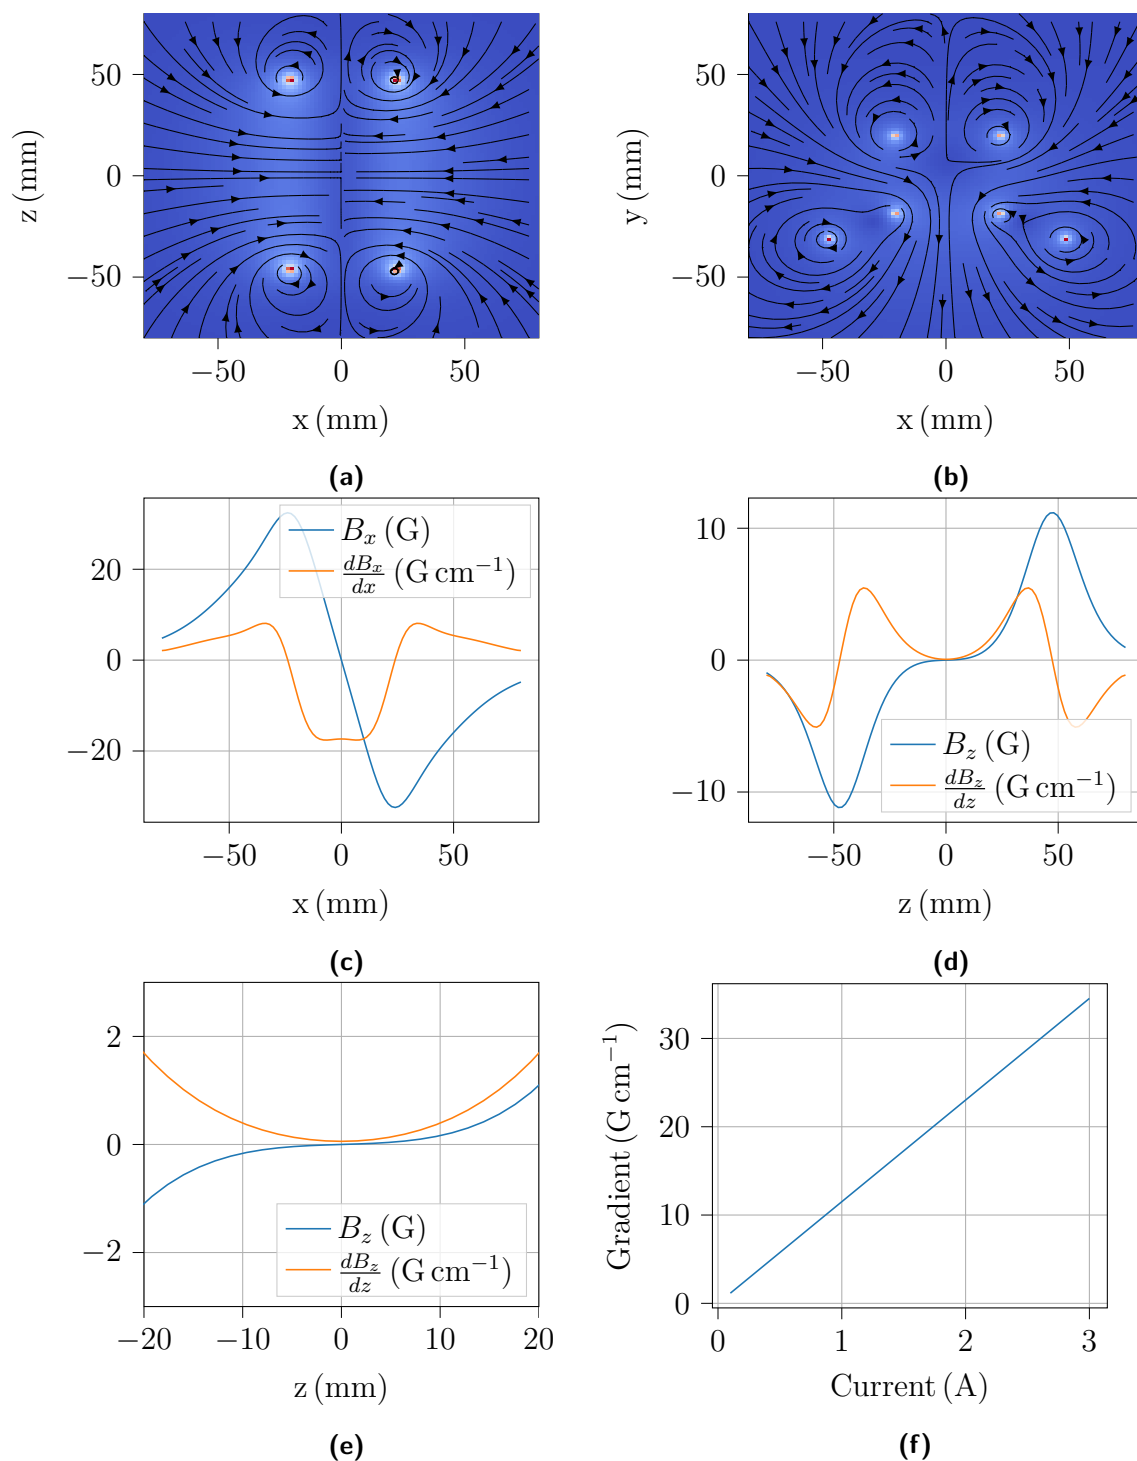 50
0
−50
z (mm)
−50 0 50
x (mm)
(a)
50
0
−50
y (mm)
−50 0 50
x (mm)
(b)
20
0
−20
B_x (G)
dB_x/dx (G cm⁻¹)
−50 0 50
x (mm)
(c)
10
0
−10
B_z (G)
dB_z/dz (G cm⁻¹)
−50 0 50
z (mm)
(d)
2
0
−2
B_z (G)
dB_z/dz (G cm⁻¹)
−20 −10 0 10 20
z (mm)
(e)
30
20
10
0
Gradient (G cm⁻¹)
0 1 2 3
Current (A)
(f)